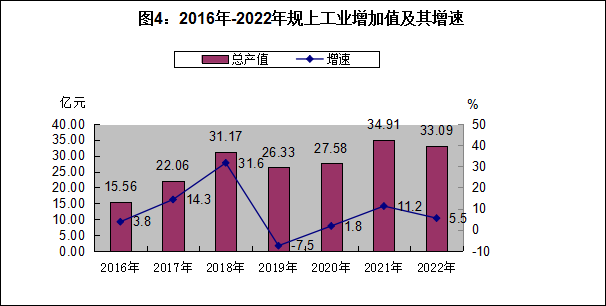 图4：2016年-2022年规上工业增加值及其增速
总产值 增速
亿元 %
40.00 35.00 30.00 25.00 20.00 15.00 10.00 5.00 0.00
15.56 22.06 31.17 26.33 27.58 34.91 33.09
3.8 14.3 31.6 -7.5 1.8 11.2 5.5
50 40 30 20 10 0 -10
2016年 2017年 2018年 2019年 2020年 2021年 2022年